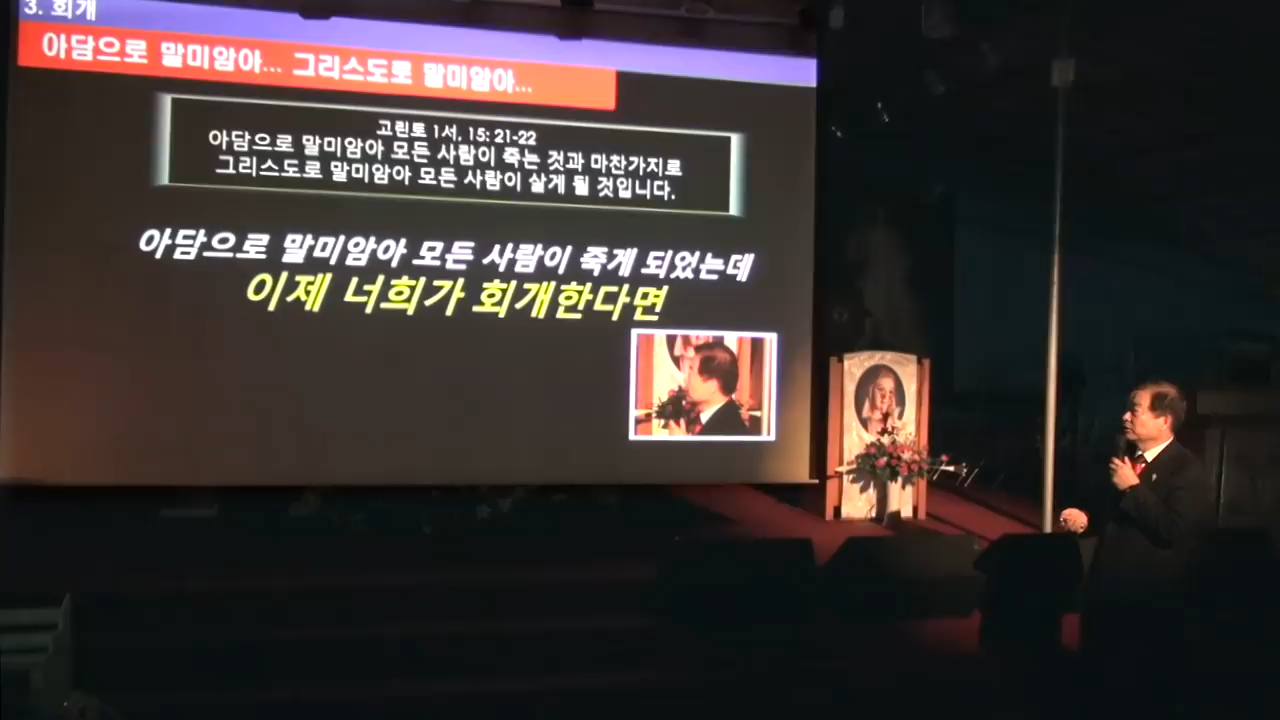 3. 회개
아담으로 말미암아... 그리스도로 말미암아...
고린토 1서, 15: 21-22
아담으로 말미암아 모든 사람이 죽는 것과 마찬가지로
그리스도로 말미암아 모든 사람이 살게 될 것입니다.
아담으로 말미암아 모든 사람이 죽게 되었는데
이제 너희가 회개한다면